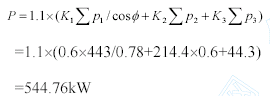 P = 1.1×(K₁∑p₁/cosϕ+K₂∑p₂+K₃∑p₃)
=1.1×(0.6×443/0.78+214.4×0.6+44.3)
=544.76kW